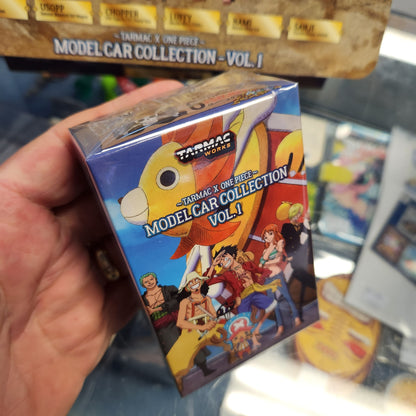 USOPP
CHOPPER
LUFFY
NAMI
SANJI
- TARMAC X ONE PIECE -
MODEL CAR COLLECTION - VOL. 1
TARMAC
WORKS
- TARMAC X ONE PIECE -
MODEL CAR COLLECTION
VOL.1